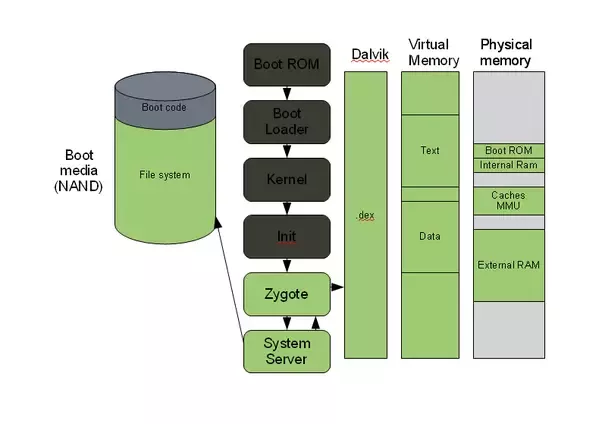 Boot ROM
Boot
Loader
Kernel
Init
Zygote
System
Server
Boot code
File system
Boot
media
(NAND)
Dalvik
.dex
Virtual
Memory
Text
Data
Physical
memory
Boot ROM
Internal Ram
Caches
MMU
External RAM